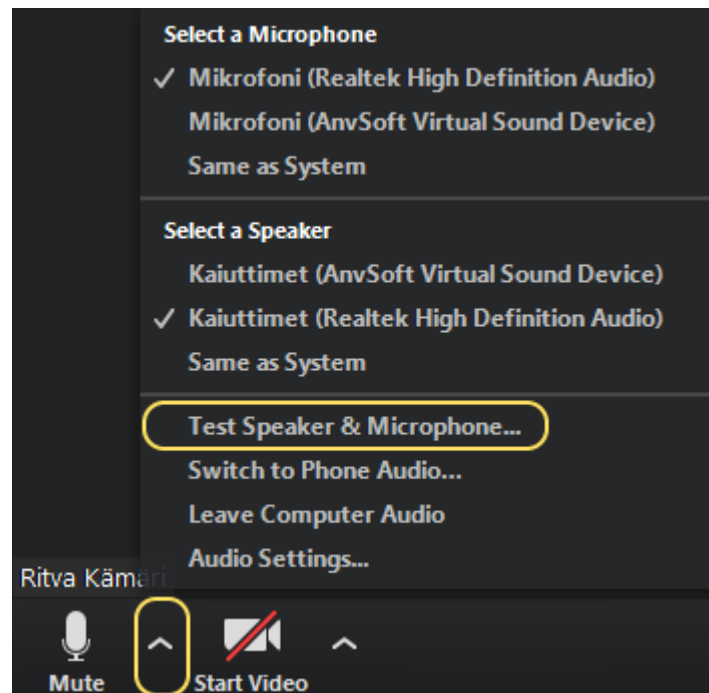 Select a Microphone
Mikrofoni (Realtek High Definition Audio)
Mikrofoni (AnvSoft Virtual Sound Device)
Same as System
Select a Speaker
Kaiuttimet (AnvSoft Virtual Sound Device)
Kaiuttimet (Realtek High Definition Audio)
Same as System
Test Speaker & Microphone...
Switch to Phone Audio...
Leave Computer Audio
Audio Settings...
Ritva Kämäri
Mute
Start Video